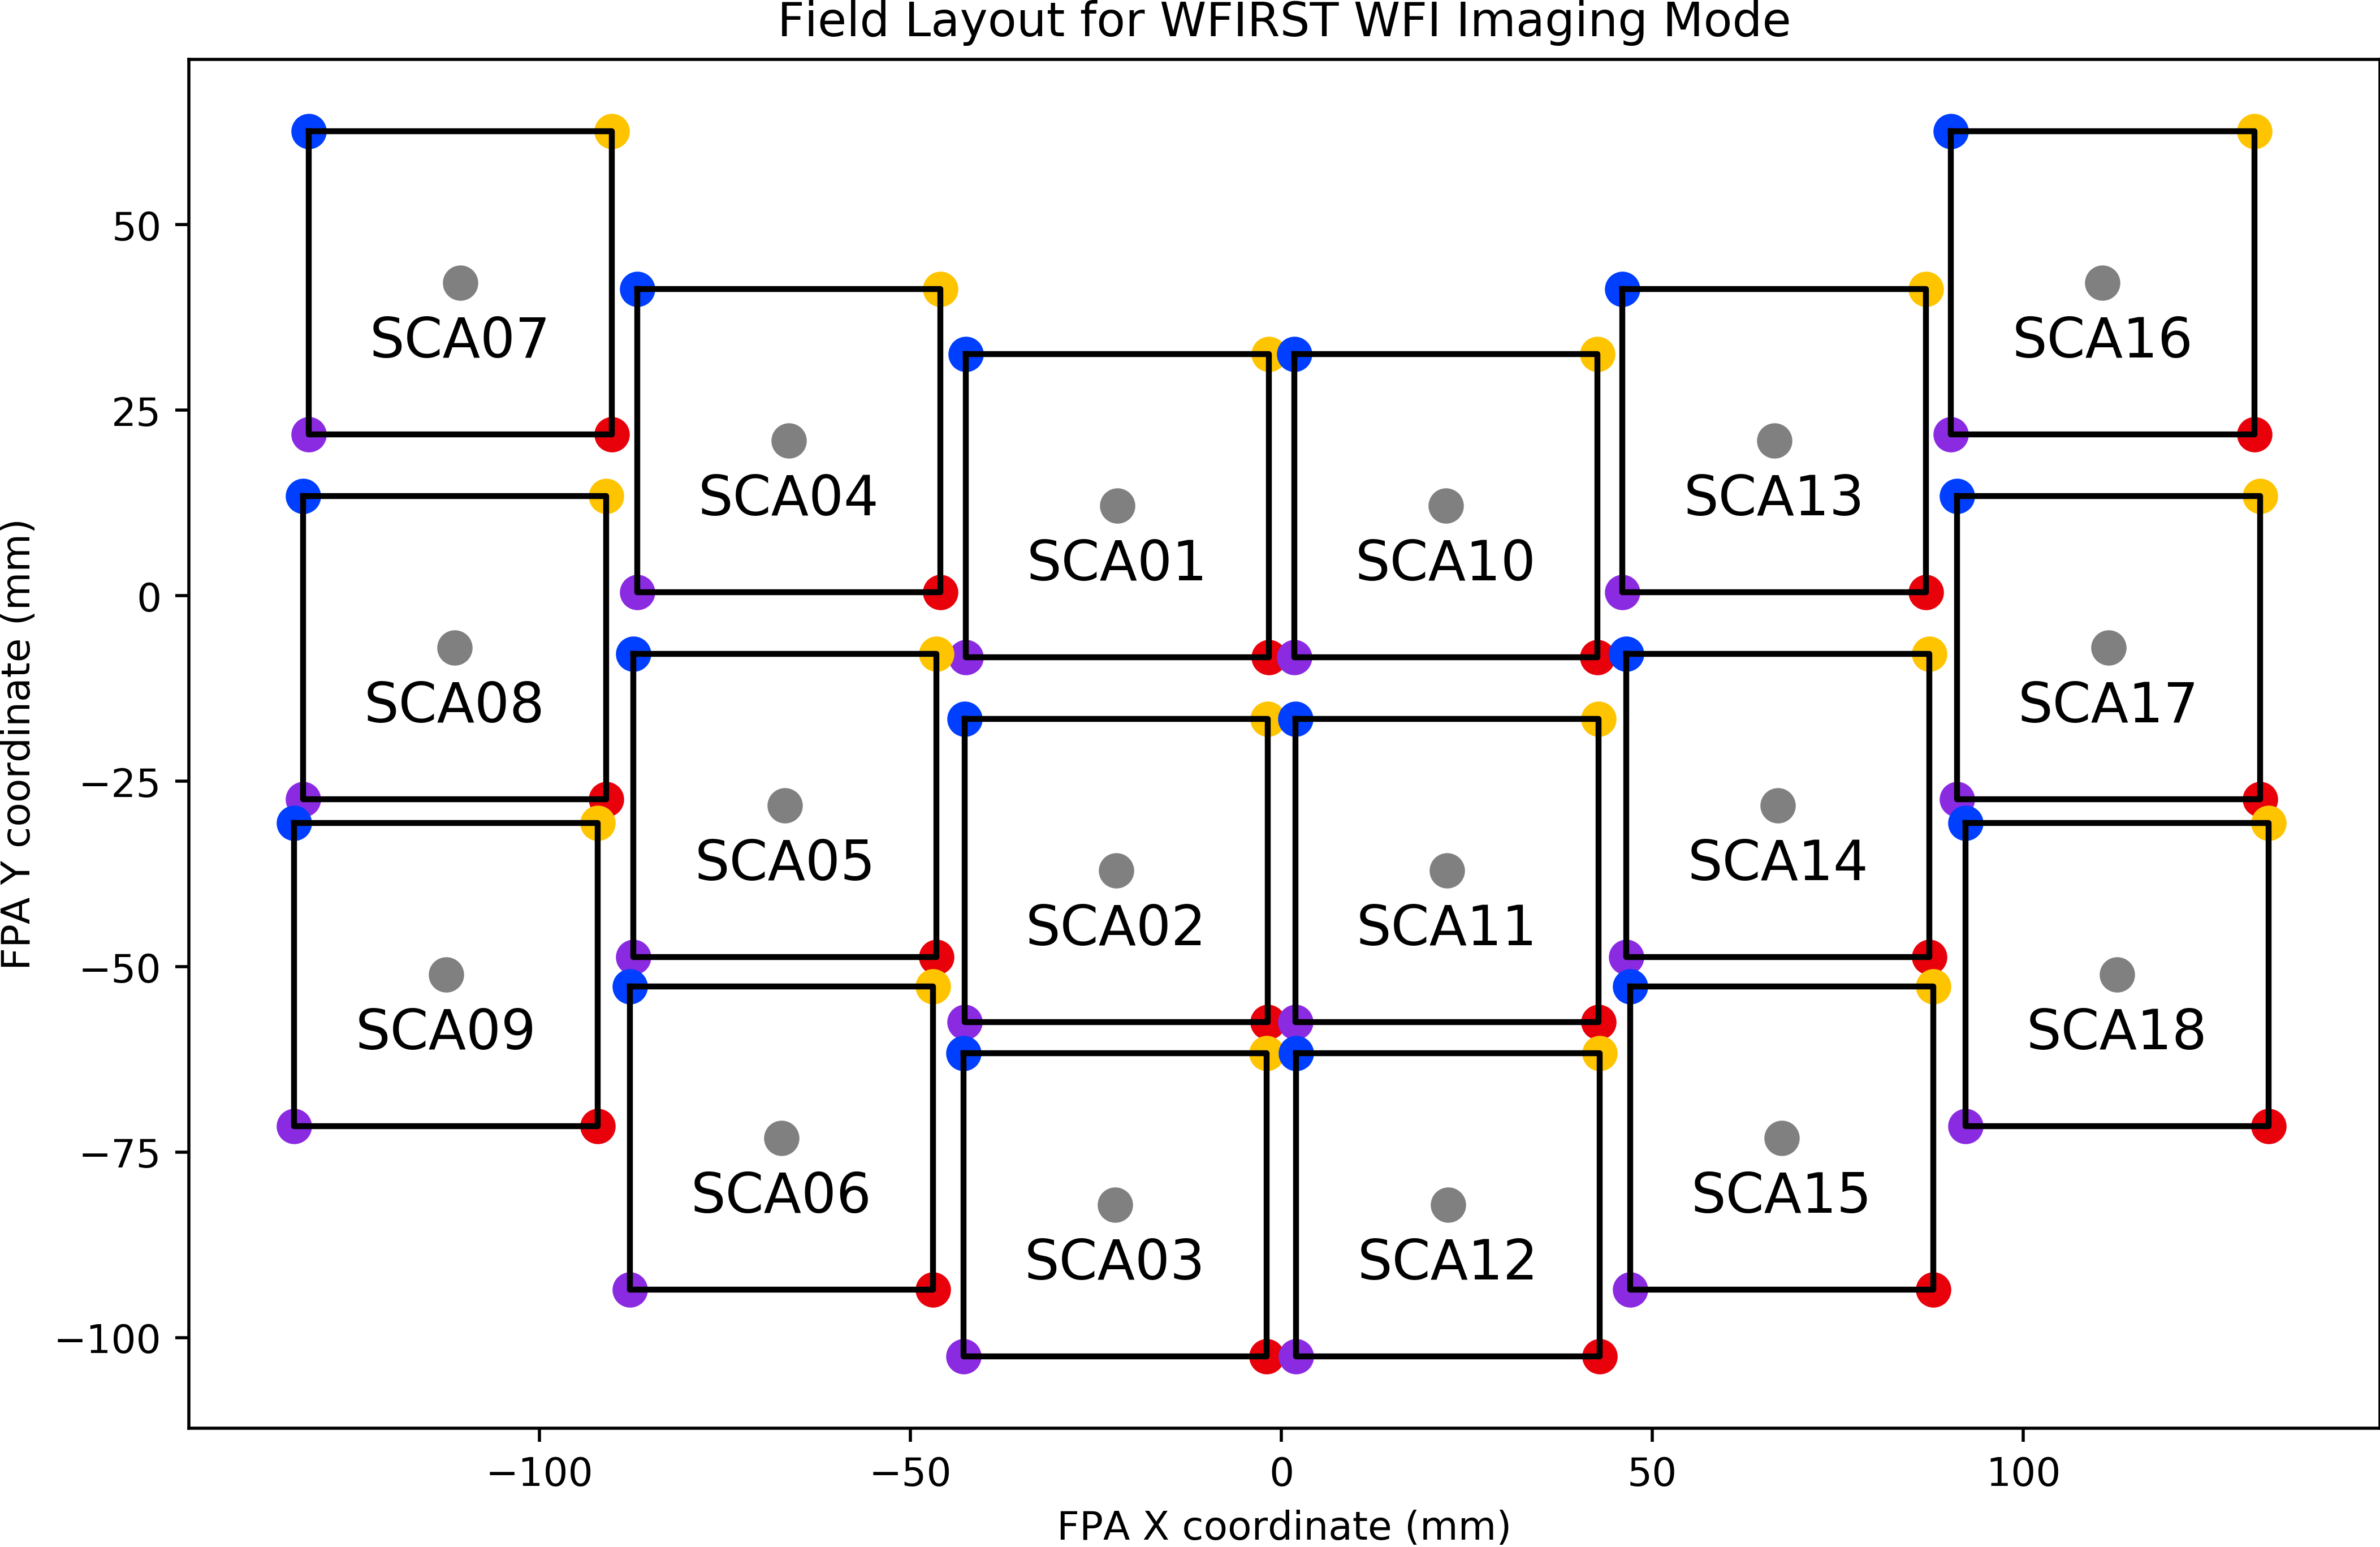 Field Layout for WFIRST WFI Imaging Mode
FPA Y coordinate (mm)
50
25
0
−25
−50
−75
−100
SCA07
SCA16
SCA04
SCA13
SCA01
SCA10
SCA08
SCA17
SCA05
SCA14
SCA02
SCA11
SCA09
SCA18
SCA06
SCA15
SCA03
SCA12
−100
−50
0
50
100
FPA X coordinate (mm)